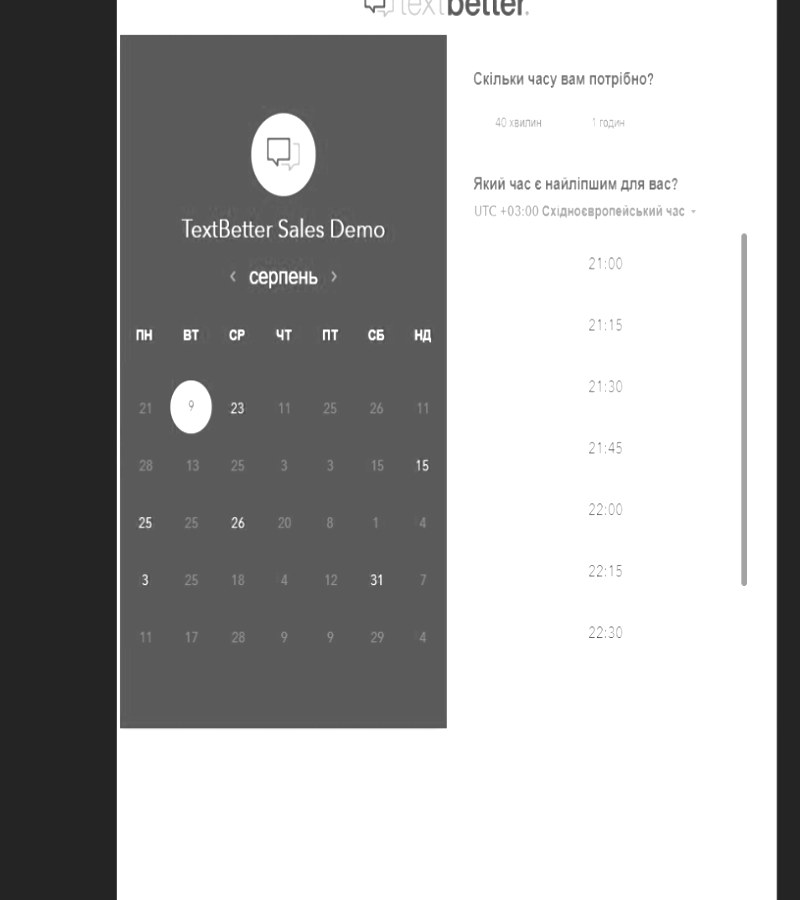 textbetter.
TextBetter Sales Demo
‹ серпень ›
ПН ВТ СР ЧТ ПТ СБ НД
21 9 23 11 25 26 11
28 13 25 3 3 15 15
25 25 26 20 8 1 4
3 25 18 4 12 31 7
11 17 28 9 9 29 4
Скільки часу вам потрібно?
40 хвилин 1 годин
Який час є найліпшим для вас?
UTC +03:00 Східноєвропейський час
21:00
21:15
21:30
21:45
22:00
22:15
22:30